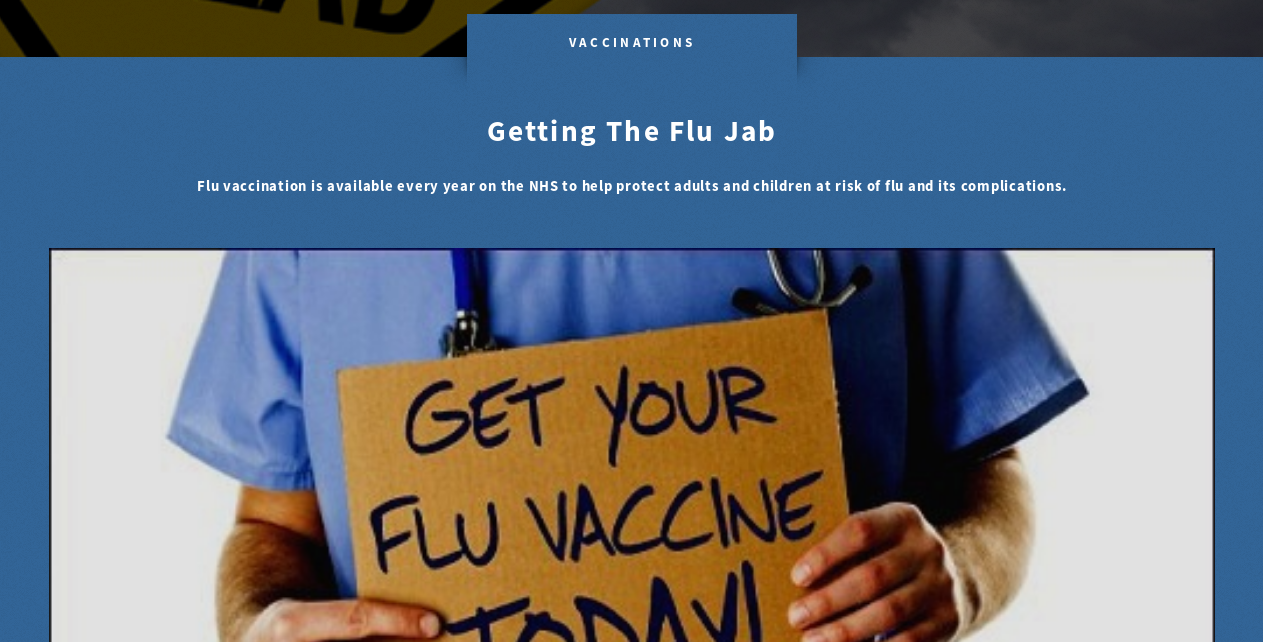 VACCINATIONS
Getting The Flu Jab
Flu vaccination is available every year on the NHS to help protect adults and children at risk of flu and its complications.
GET YOUR
FLU VACCINE
TODAY!